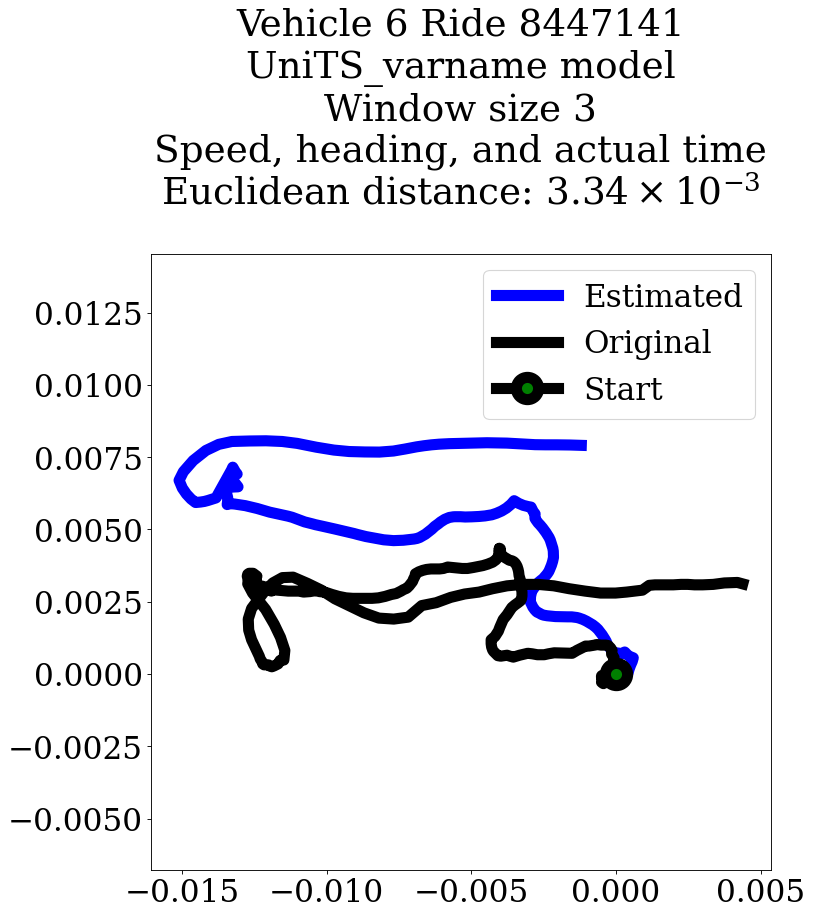 Vehicle 6 Ride 8447141
UniTS_varname model
Window size 3
Speed, heading, and actual time
Euclidean distance: 3.34 × 10⁻³
Estimated
Original
Start
0.0125
0.0100
0.0075
0.0050
0.0025
0.0000
−0.0025
−0.0050
−0.015 −0.010 −0.005 0.000 0.005